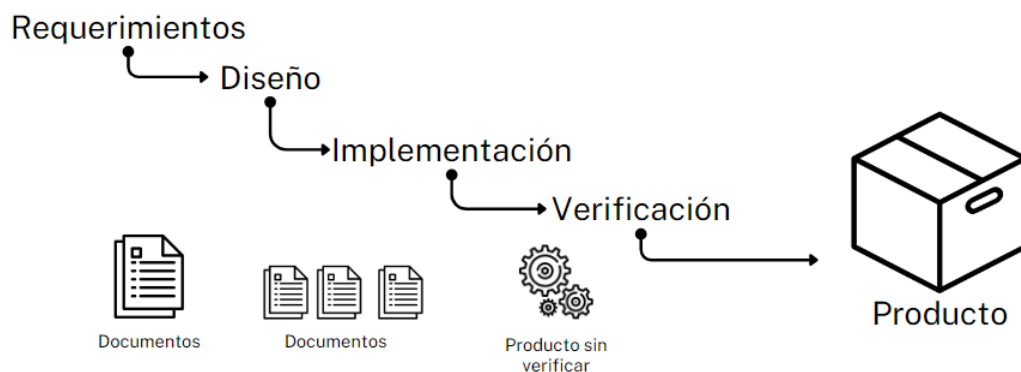 Requerimientos
Diseño
Implementación
Verificación
Producto
Documentos
Documentos
Producto sin
verificar